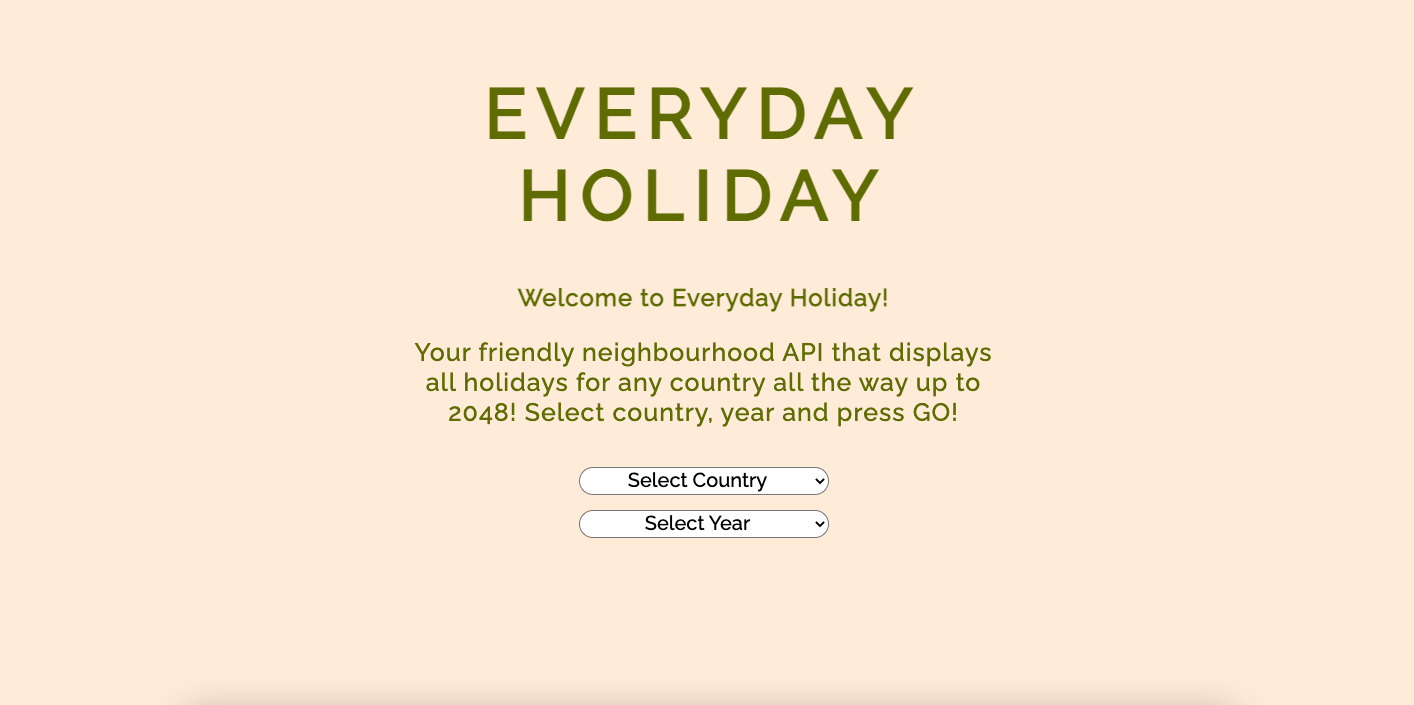 EVERYDAY
HOLIDAY
Welcome to Everyday Holiday!
Your friendly neighbourhood API that displays
all holidays for any country all the way up to
2048! Select country, year and press GO!
Select Country
Select Year